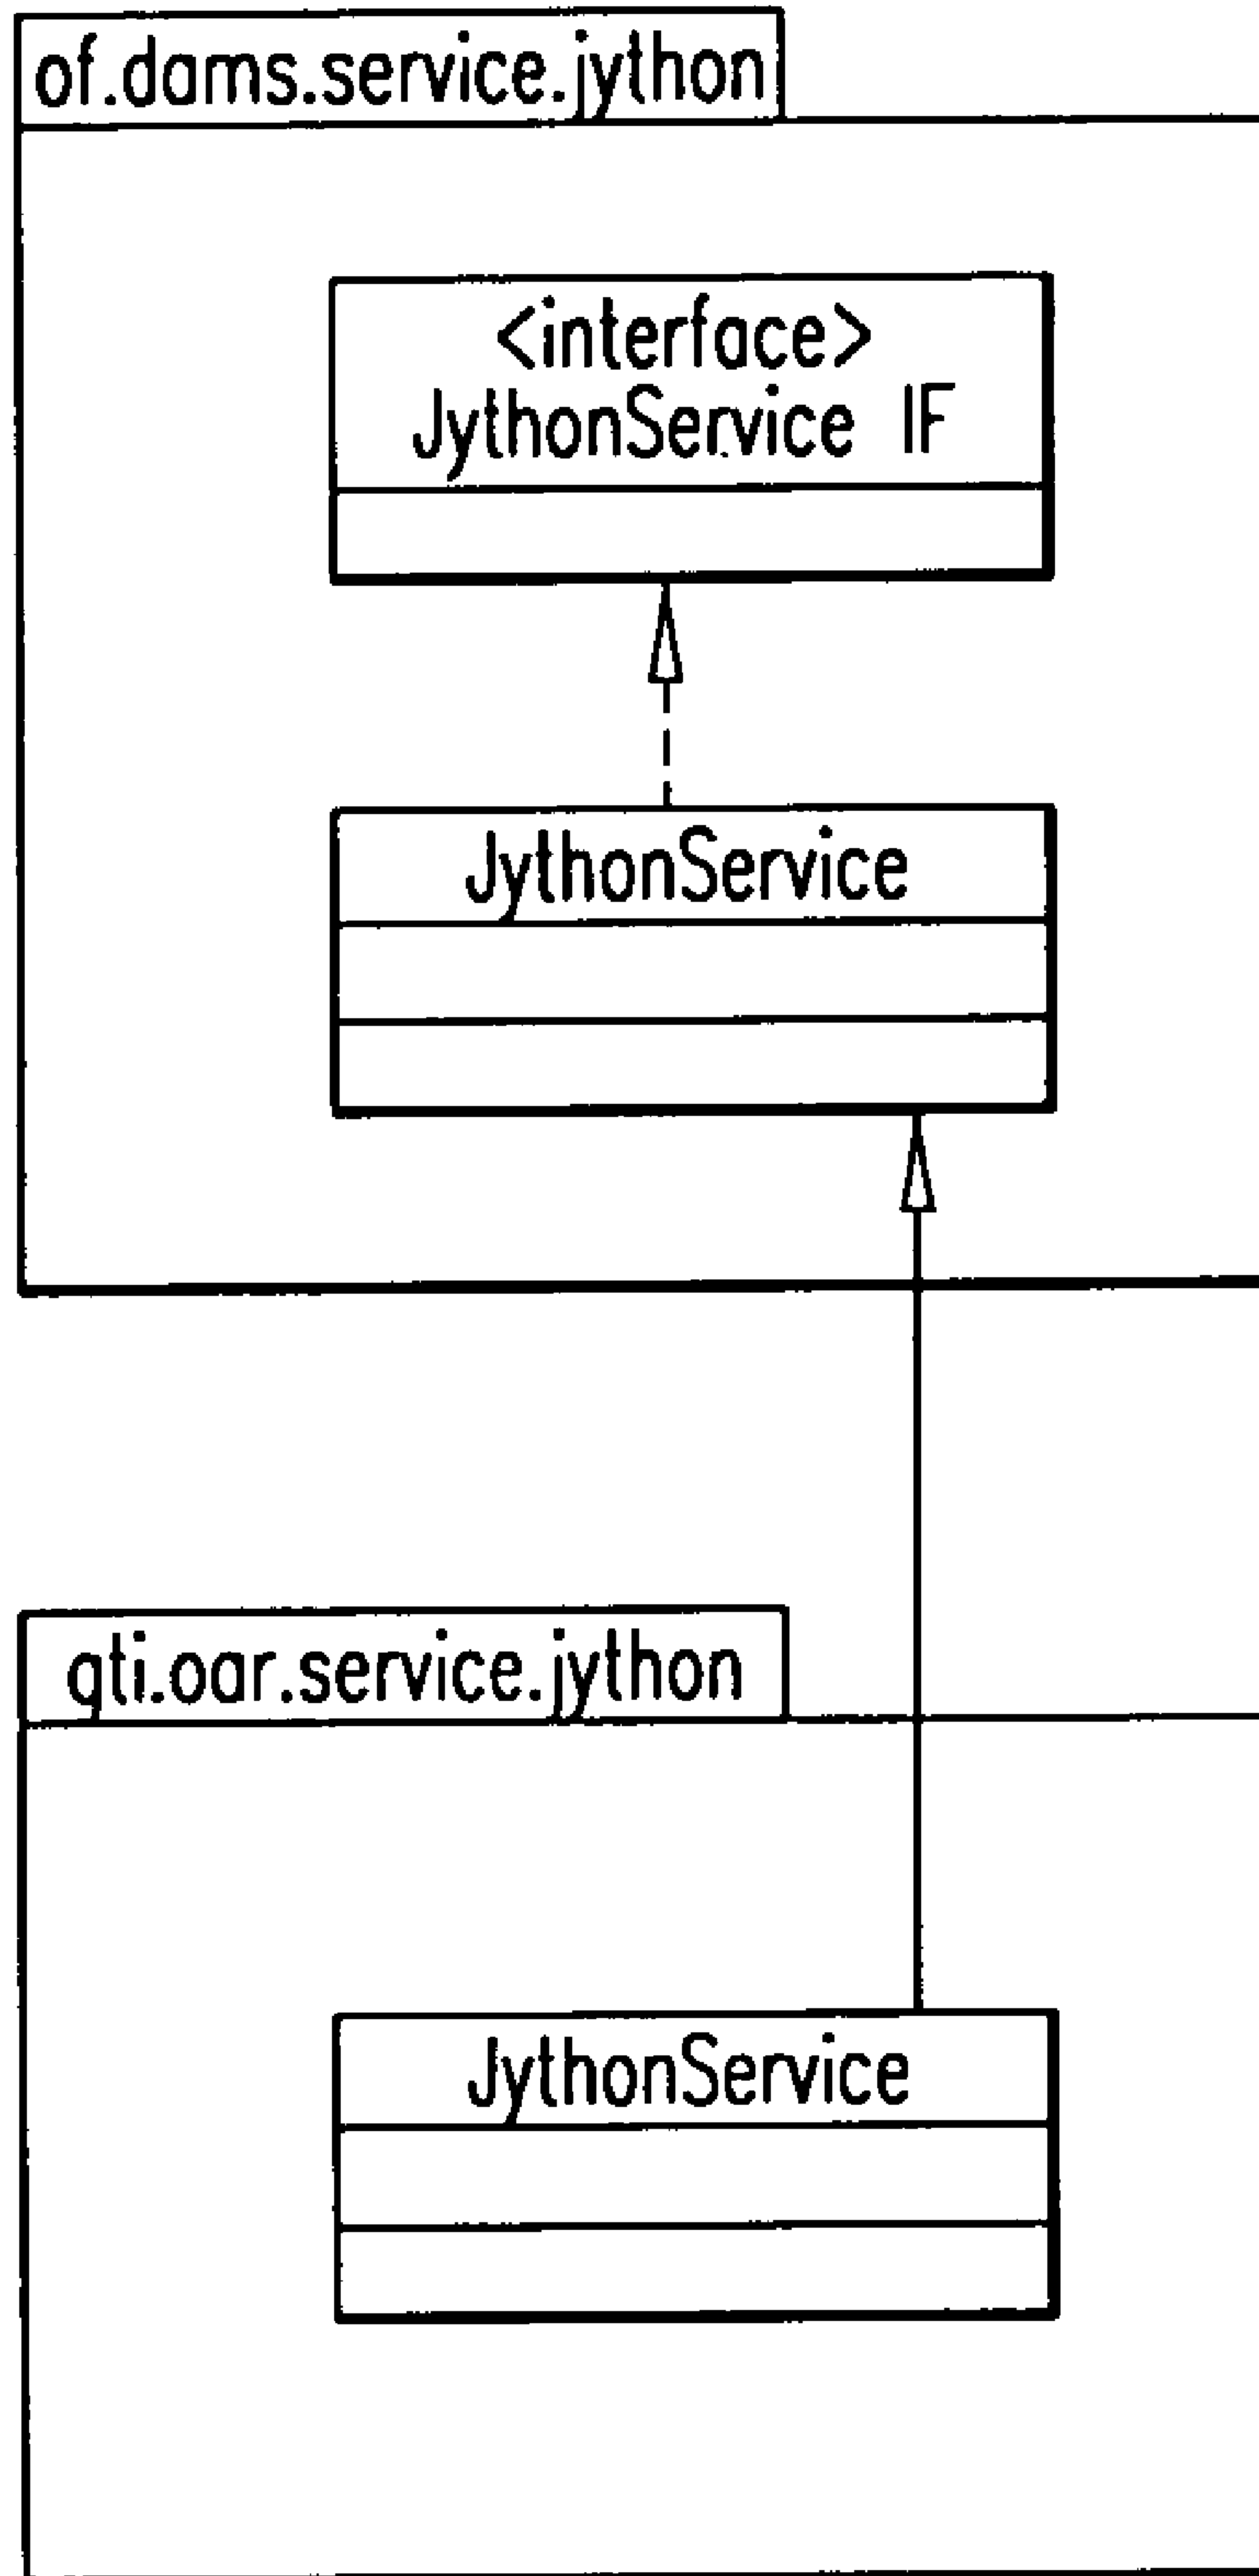 of.dams.service.jython
<interface>
JythonService IF
JythonService
qti.oar.service.jython
JythonService